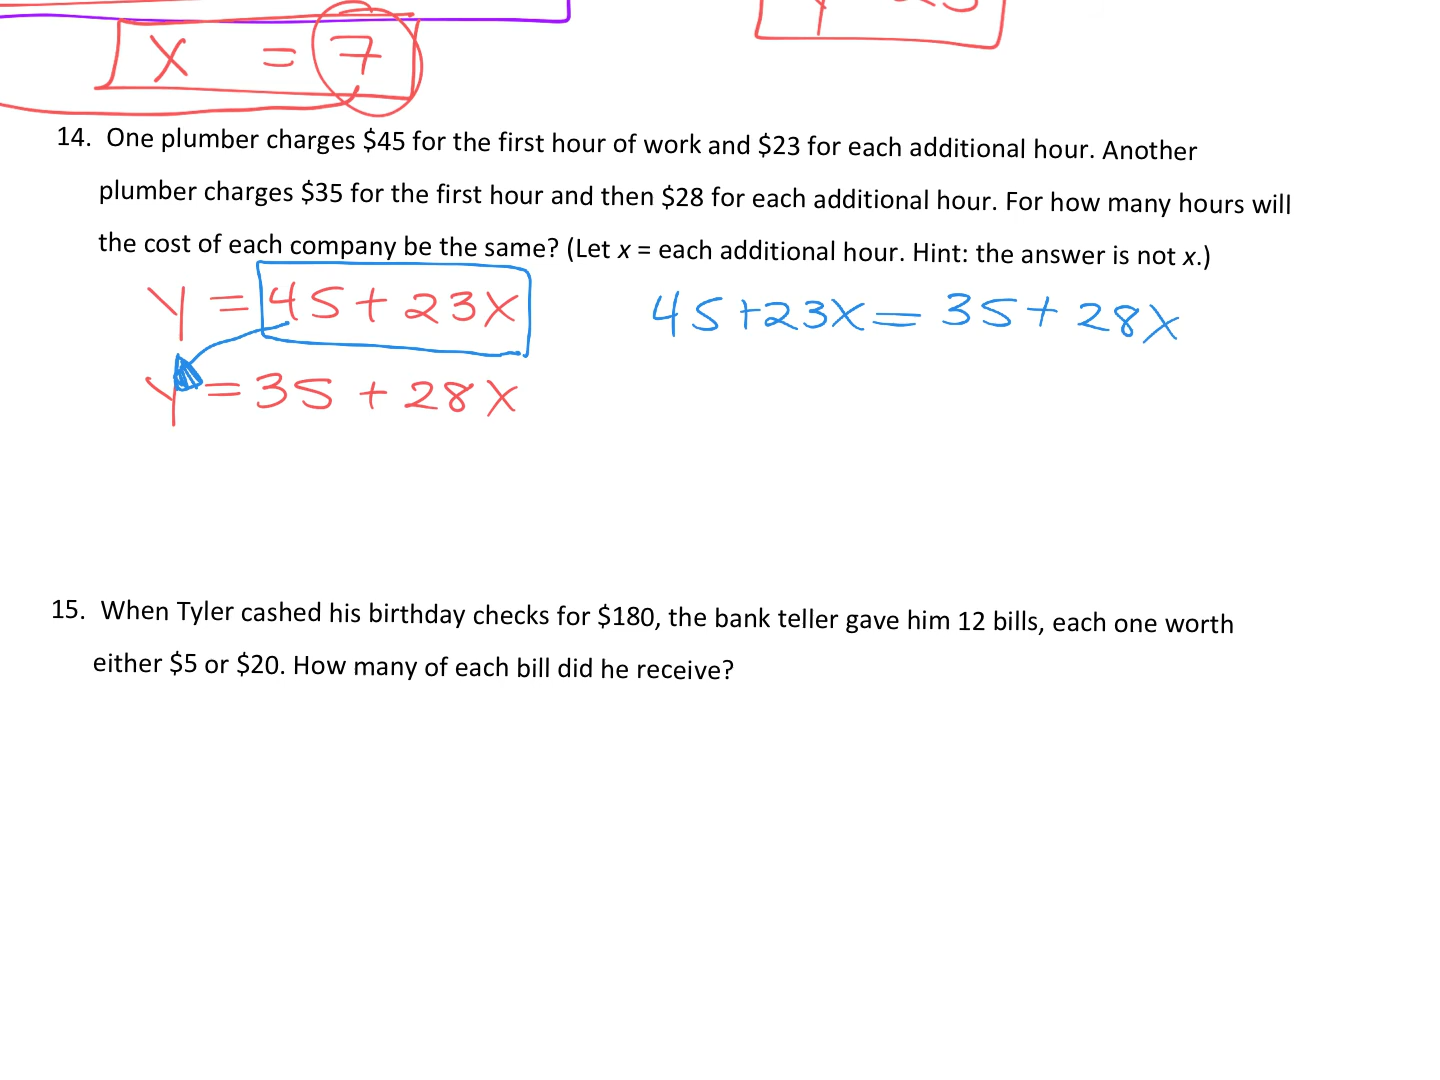 X = 7
14. One plumber charges $45 for the first hour of work and $23 for each additional hour. Another
plumber charges $35 for the first hour and then $28 for each additional hour. For how many hours will
the cost of each company be the same? (Let x = each additional hour. Hint: the answer is not x.)
Y = 45 + 23X
45 + 23X = 35 + 28X
Y = 35 + 28X
15. When Tyler cashed his birthday checks for $180, the bank teller gave him 12 bills, each one worth
either $5 or $20. How many of each bill did he receive?